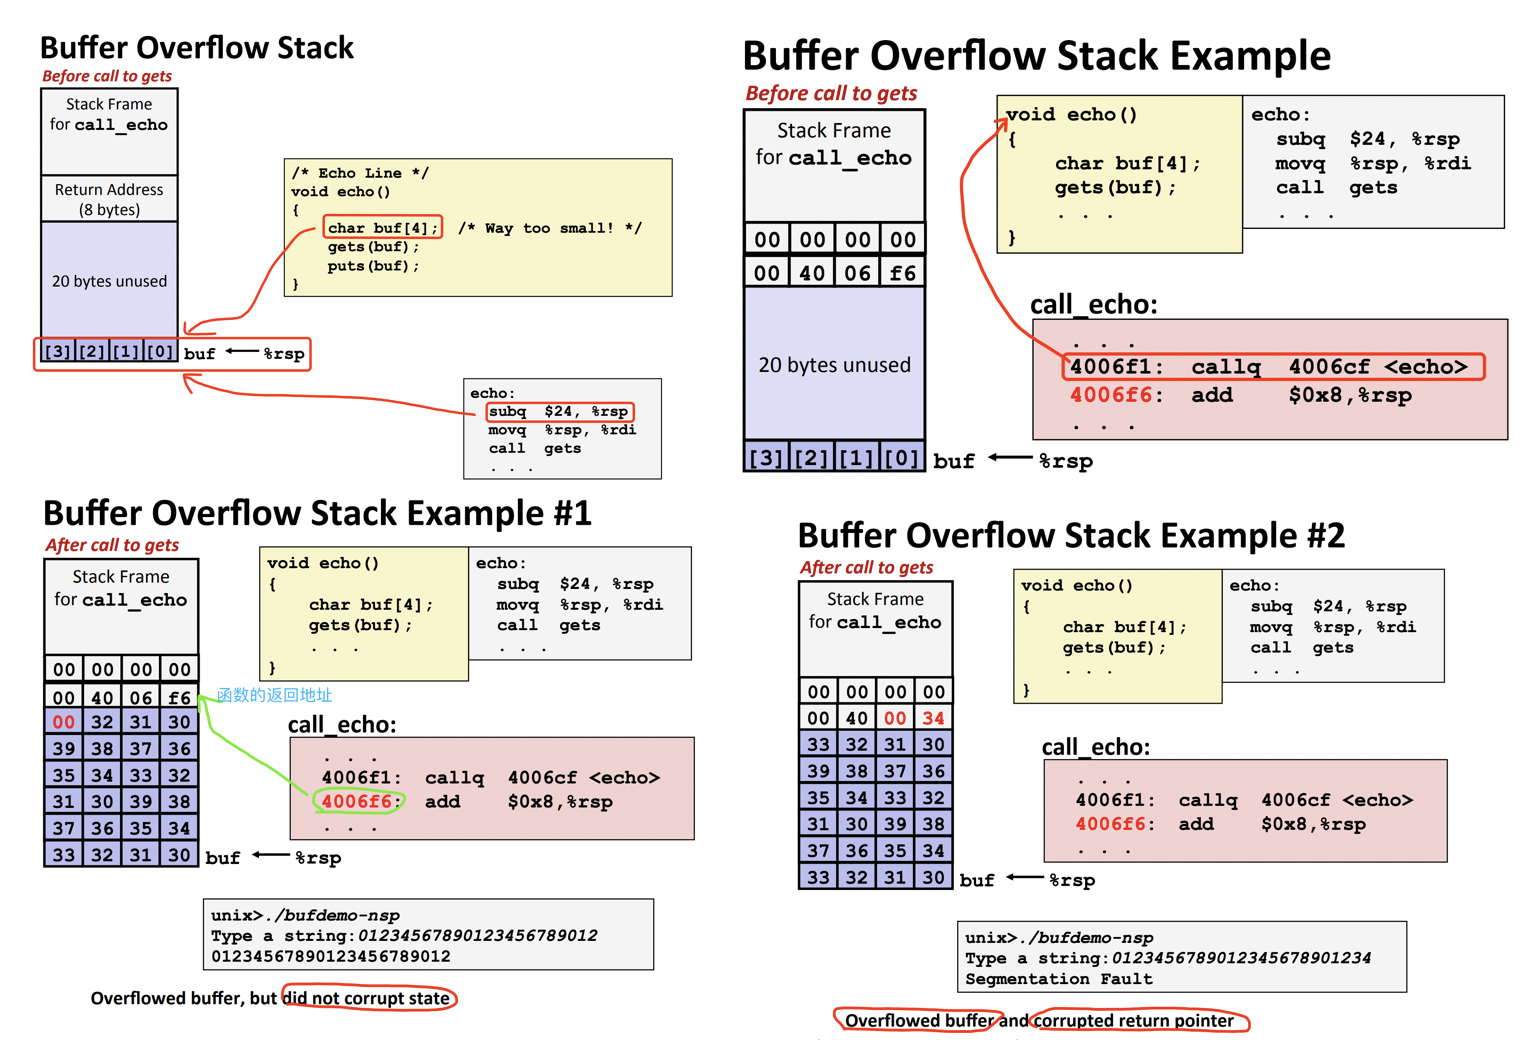 Buffer Overflow Stack
Before call to gets
Stack Frame
for call_echo
Return Address
(8 bytes)
20 bytes unused
[3] [2] [1] [0] buf %rsp
/* Echo Line */
void echo()
{
char buf[4]; /* Way too small! */
gets(buf);
puts(buf);
}
echo:
subq $24, %rsp
movq %rsp, %rdi
call gets
. . .
Buffer Overflow Stack Example
Before call to gets
Stack Frame
for call_echo
00 00 00 00
00 40 06 f6
20 bytes unused
[3] [2] [1] [0] buf %rsp
void echo()
{
char buf[4];
gets(buf);
. . .
}
echo:
subq $24, %rsp
movq %rsp, %rdi
call gets
. . .
call_echo:
. . .
4006f1: callq 4006cf <echo>
4006f6: add $0x8,%rsp
. . .
Buffer Overflow Stack Example #1
After call to gets
Stack Frame
for call_echo
00 00 00 00
00 40 06 f6
函数的返回地址
00 32 31 30
39 38 37 36
35 34 33 32
31 30 39 38
37 36 35 34
33 32 31 30 buf %rsp
void echo()
{
char buf[4];
gets(buf);
. . .
}
echo:
subq $24, %rsp
movq %rsp, %rdi
call gets
. . .
call_echo:
. . .
4006f1: callq 4006cf <echo>
4006f6: add $0x8,%rsp
. . .
unix>./bufdemo-nsp
Type a string:01234567890123456789012
01234567890123456789012
Overflowed buffer, but did not corrupt state
Buffer Overflow Stack Example #2
After call to gets
Stack Frame
for call_echo
00 00 00 00
00 40 00 34
33 32 31 30
39 38 37 36
35 34 33 32
31 30 39 38
37 36 35 34
33 32 31 30 buf %rsp
void echo()
{
char buf[4];
gets(buf);
. . .
}
echo:
subq $24, %rsp
movq %rsp, %rdi
call gets
. . .
call_echo:
. . .
4006f1: callq 4006cf <echo>
4006f6: add $0x8,%rsp
. . .
unix>./bufdemo-nsp
Type a string:0123456789012345678901234
Segmentation Fault
Overflowed buffer and corrupted return pointer